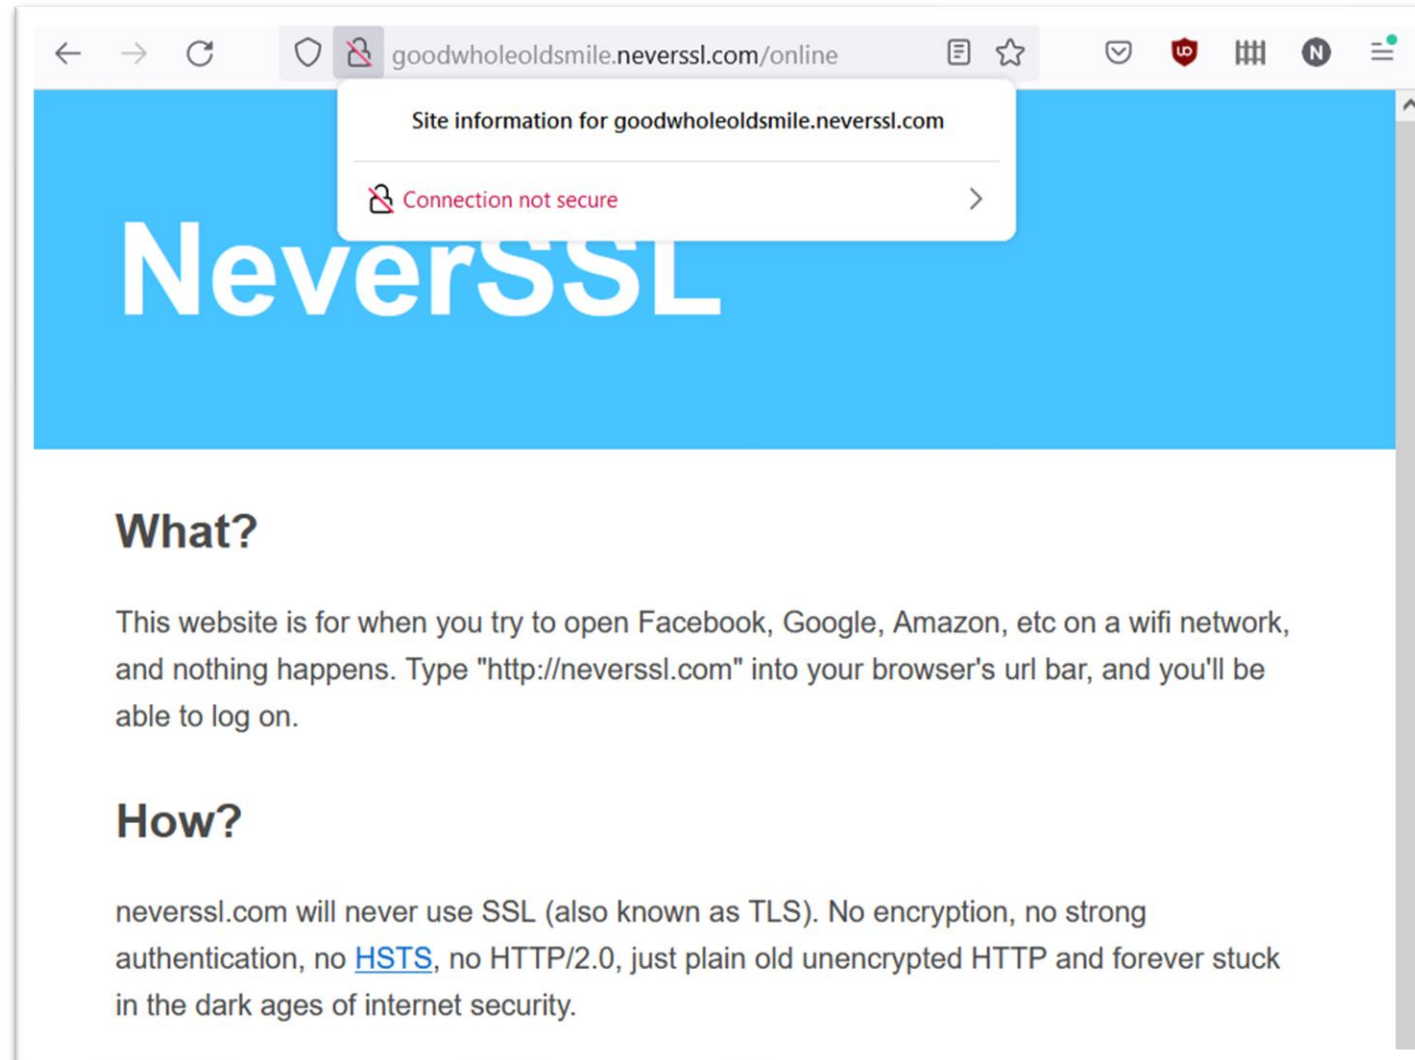 goodwholeoldsmile.neverssl.com/online
N
Site information for goodwholeoldsmile.neverssl.com
Connection not secure
NeverSSL
What?
This website is for when you try to open Facebook, Google, Amazon, etc on a wifi network,
and nothing happens. Type "http://neverssl.com" into your browser's url bar, and you'll be
able to log on.
How?
neverssl.com will never use SSL (also known as TLS). No encryption, no strong
authentication, no HSTS, no HTTP/2.0, just plain old unencrypted HTTP and forever stuck
in the dark ages of internet security.